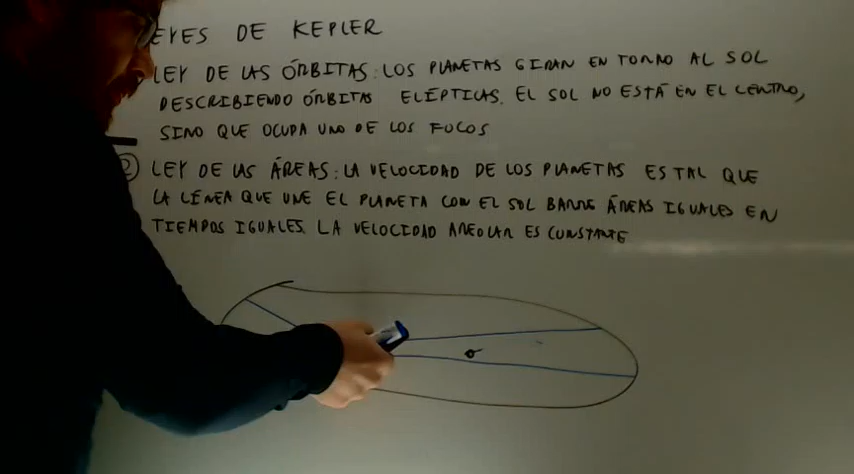 EYES DE KEPLER
LEY DE LAS ÓRBITAS: LOS PLANETAS GIRAN EN TORNO AL SOL
DESCRIBIENDO ÓRBITAS ELÍPTICAS. EL SOL NO ESTÁ EN EL CENTRO,
SINO QUE OCUPA UNO DE LOS FOCOS
2) LEY DE LAS ÁREAS: LA VELOCIDAD DE LOS PLANETAS ES TAL QUE
LA LÍNEA QUE UNE EL PLANETA CON EL SOL BARRE ÁREAS IGUALES EN
TIEMPOS IGUALES. LA VELOCIDAD AREOLAR ES CONSTANTE